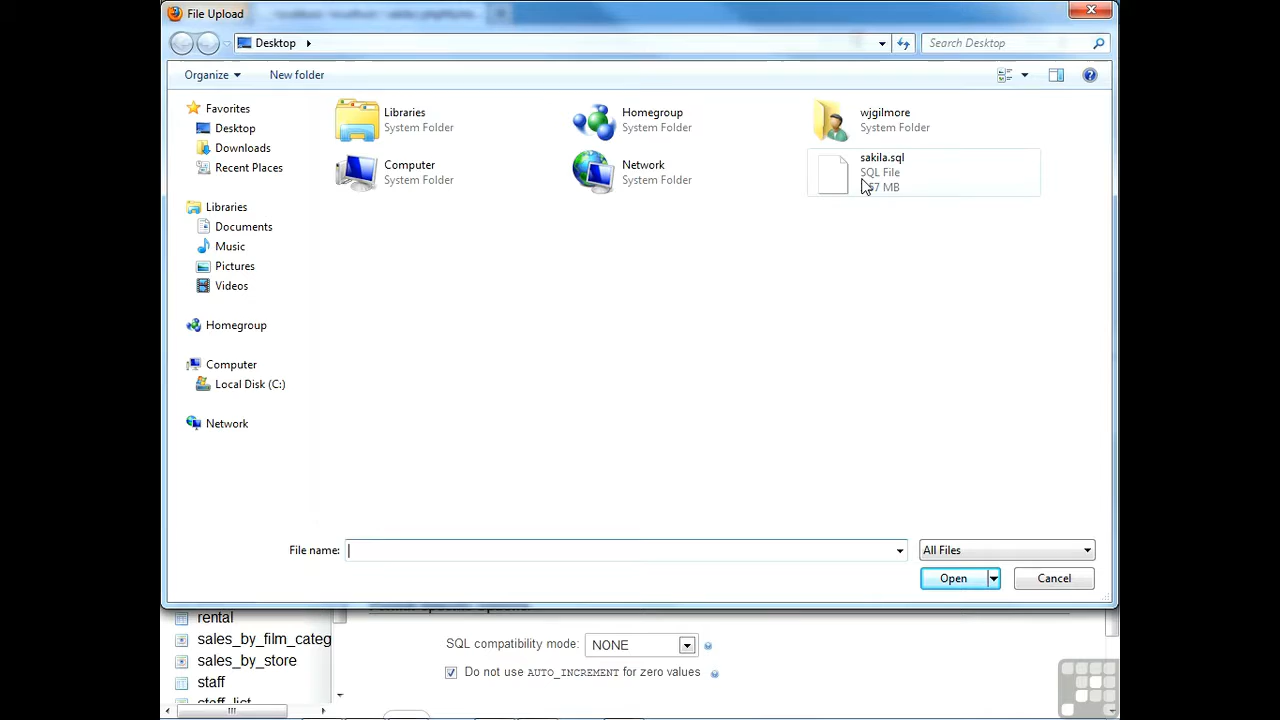 File Upload
Desktop
Search Desktop
Organize
New folder
Favorites
Desktop
Downloads
Recent Places
Libraries
Documents
Music
Pictures
Videos
Homegroup
Computer
Local Disk (C:)
Network
Libraries
System Folder
Homegroup
System Folder
wjgilmore
System Folder
Computer
System Folder
Network
System Folder
sakila.sql
SQL File
57 MB
File name:
All Files
Open
Cancel
rental
sales_by_film_categ
sales_by_store
staff
SQL compatibility mode:
NONE
Do not use AUTO_INCREMENT for zero values